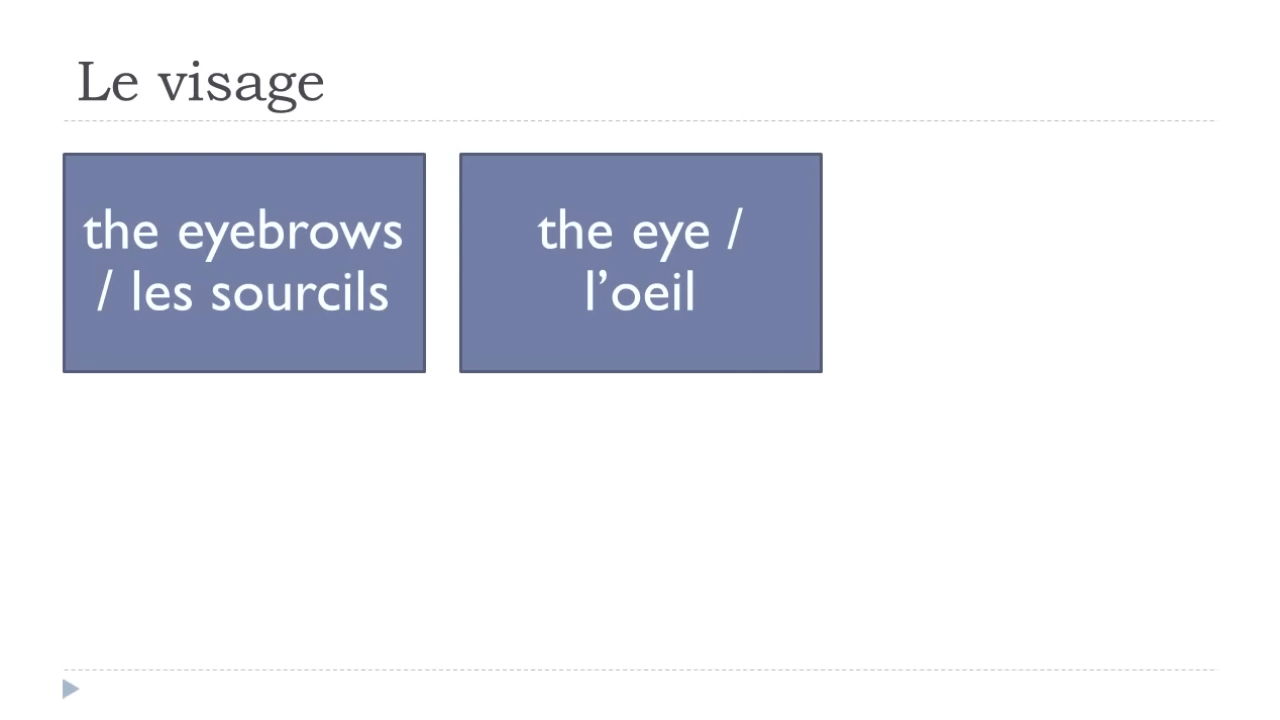 Le visage
the eyebrows
/ les sourcils
the eye /
l’oeil